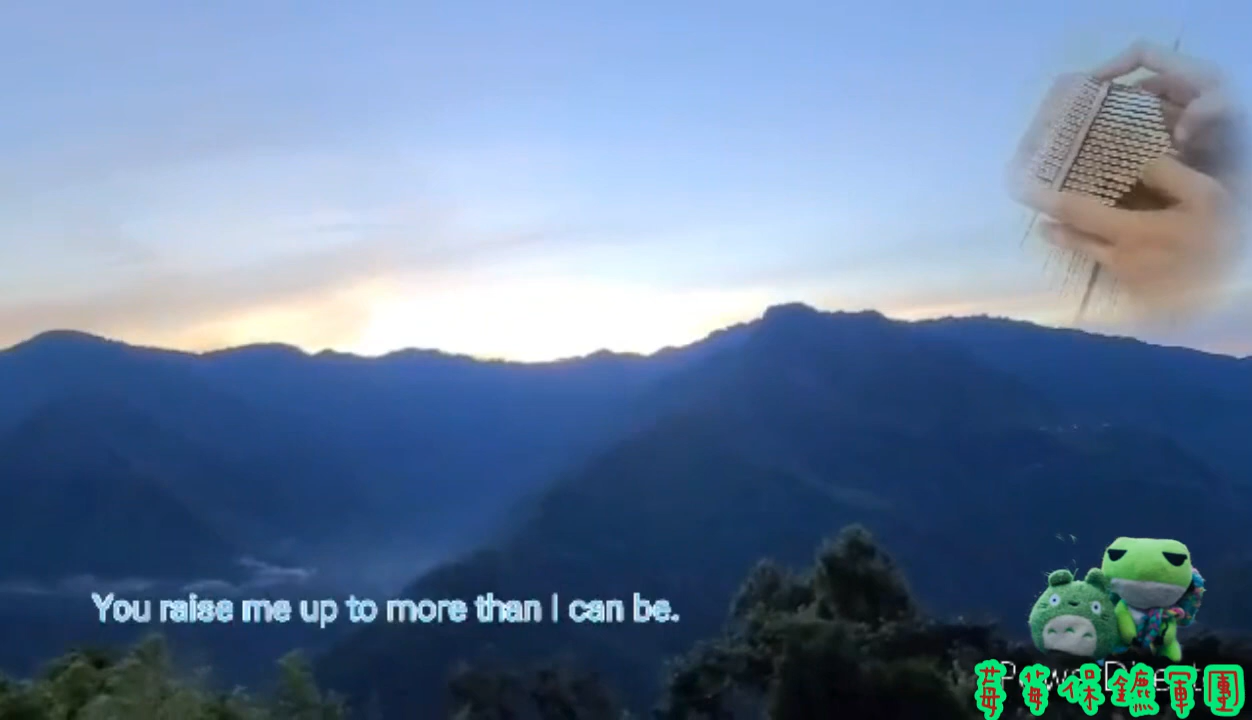 You raise me up to more than I can be.
莓莓保鑣軍團